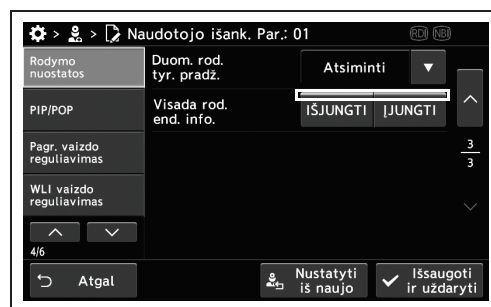 > > Naudotojo išank. Par.: 01 RDI NBI
Rodymo
nuostatos
Duom. rod.
tyr. pradž.
Atsiminti
PIP/POP
Visada rod.
end. info.
IŠJUNGTI ĮJUNGTI
Pagr. vaizdo
reguliavimas
3
3
WLI vaizdo
reguliavimas
4/6
Atgal
Nustatyti
iš naujo
Išsaugoti
ir uždaryti